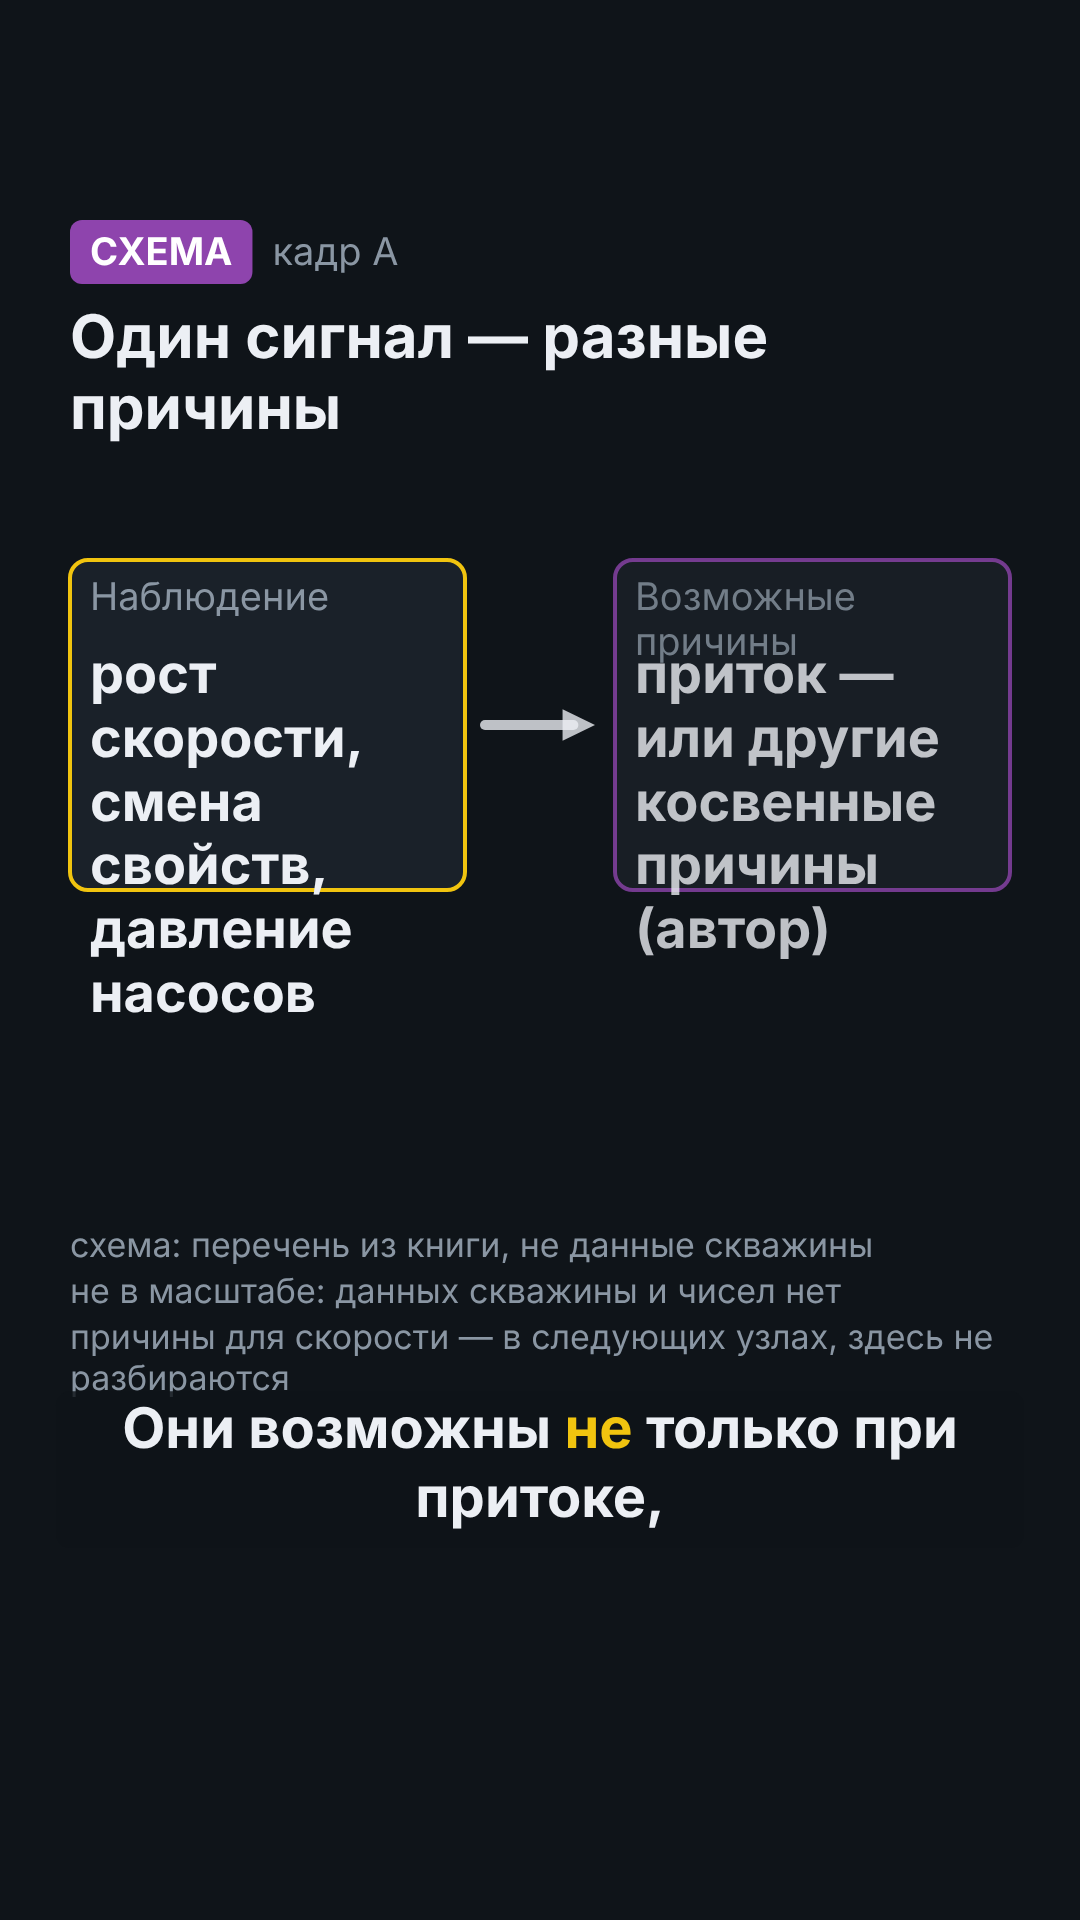 СХЕМА кадр А
Один сигнал — разные
причины
Наблюдение
рост
скорости,
смена
свойств,
давление
насосов
Возможные
причины
приток —
или другие
косвенные
причины
(автор)
схема: перечень из книги, не данные скважины
не в масштабе: данных скважины и чисел нет
причины для скорости — в следующих узлах, здесь не
разбираются
Они возможны не только при
притоке,